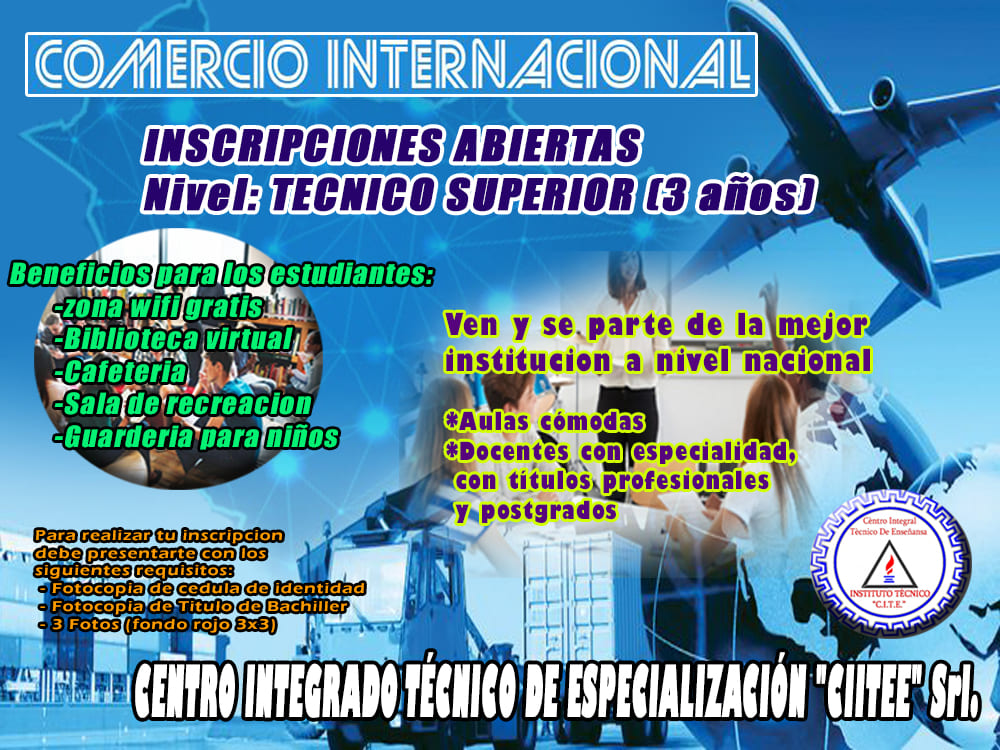 COMERCIO INTERNACIONAL
INSCRIPCIONES ABIERTAS
Nivel: TECNICO SUPERIOR (3 años)
Beneficios para los estudiantes:
-zona wifi gratis
-Biblioteca virtual
-Cafeteria
-Sala de recreacion
-Guarderia para niños
Ven y se parte de la mejor
institucion a nivel nacional
*Aulas cómodas
*Docentes con especialidad,
con titulos profesionales
y postgrados
Para realizar tu inscripcion
debe presentarte con los
siguientes requisitos:
- Fotocopia de cedula de identidad
- Fotocopia de Titulo de Bachiller
- 3 Fotos (fondo rojo 3x3)
Centro Integral
Técnico De Enseñansa
INSTITUTO TÉCNICO
"C.I.T.E."
CENTRO INTEGRADO TÉCNICO DE ESPECIALIZACIÓN "CIITEE" Srl.